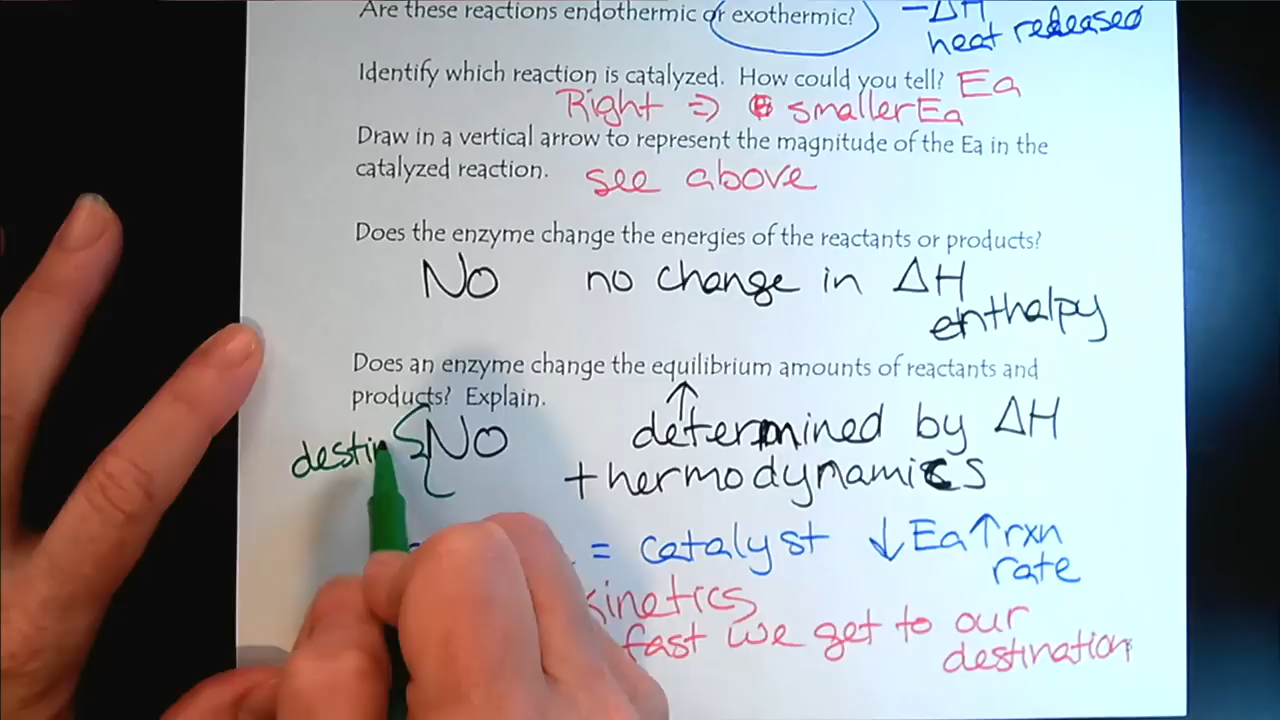 Are these reactions endothermic or exothermic? -ΔH
heat released
Identify which reaction is catalyzed. How could you tell? Ea
Right ⇒ smaller Ea
Draw in a vertical arrow to represent the magnitude of the Ea in the
catalyzed reaction. see above
Does the enzyme change the energies of the reactants or products?
No no change in ΔH
enthalpy
Does an enzyme change the equilibrium amounts of reactants and
products? Explain.
↑
destin { No determined by ΔH
+thermodynamics
= catalyst ↓Ea↑rxn
rate
kinetics
fast we get to our
destination